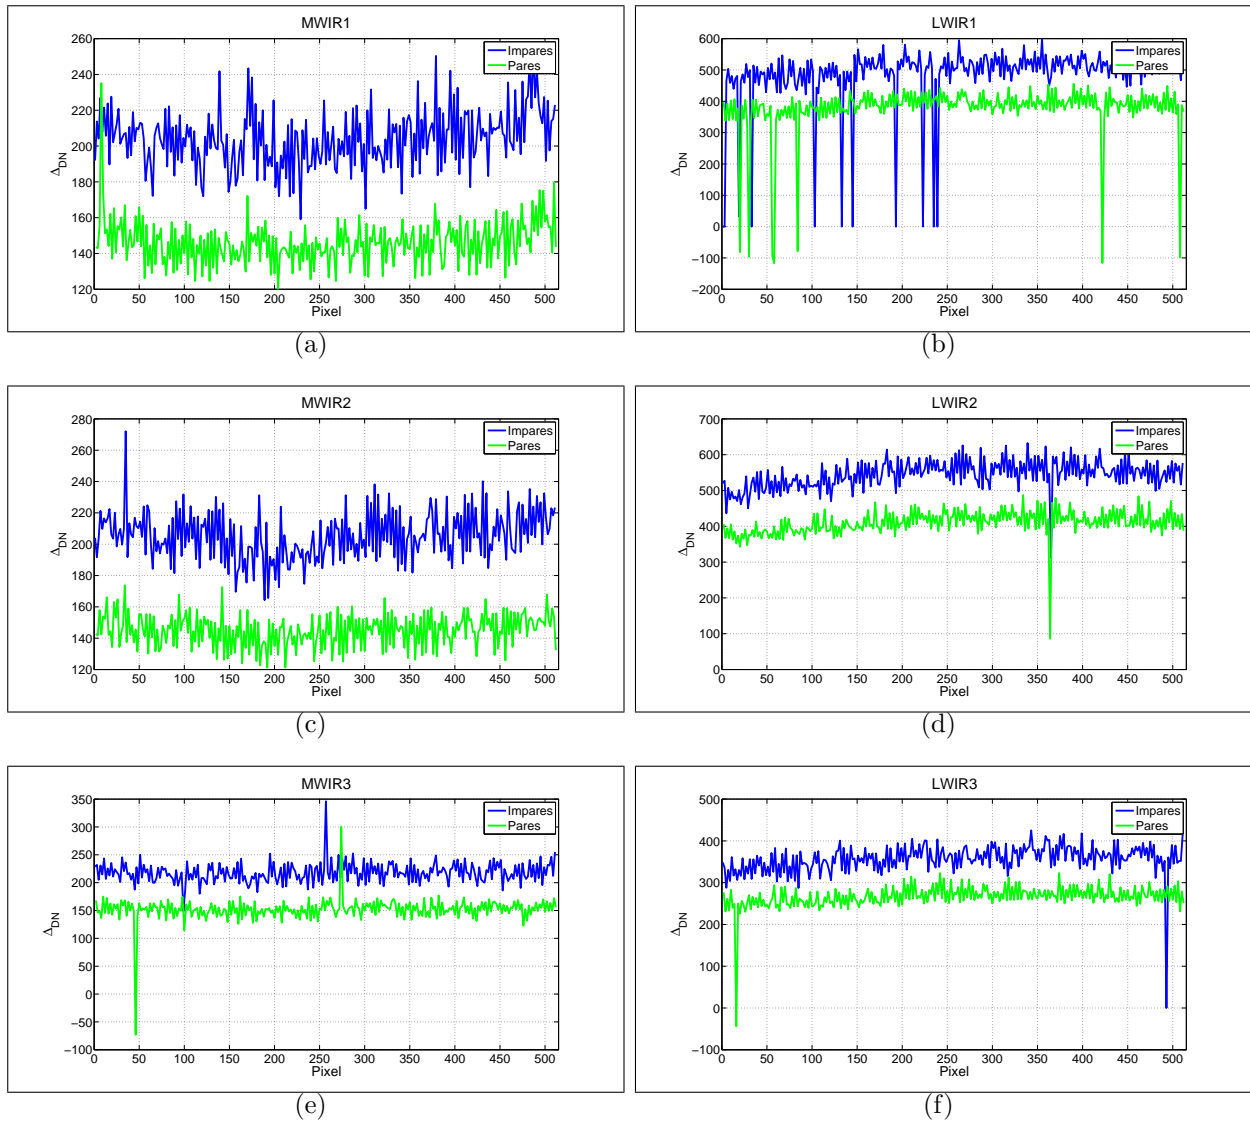 MWIR1
260
240
220
200
180
160
140
120
Δ_DN
0 50 100 150 200 250 300 350 400 450 500
Pixel
Impares
Pares
(a)
LWIR1
600
500
400
300
200
100
0
−100
−200
Δ_DN
0 50 100 150 200 250 300 350 400 450 500
Pixel
Impares
Pares
(b)
MWIR2
280
260
240
220
200
180
160
140
120
Δ_DN
0 50 100 150 200 250 300 350 400 450 500
Pixel
Impares
Pares
(c)
LWIR2
700
600
500
400
300
200
100
0
Δ_DN
0 50 100 150 200 250 300 350 400 450 500
Pixel
Impares
Pares
(d)
MWIR3
350
300
250
200
150
100
50
0
−50
−100
Δ_DN
0 50 100 150 200 250 300 350 400 450 500
Pixel
Impares
Pares
(e)
LWIR3
500
400
300
200
100
0
−100
Δ_DN
0 50 100 150 200 250 300 350 400 450 500
Pixel
Impares
Pares
(f)